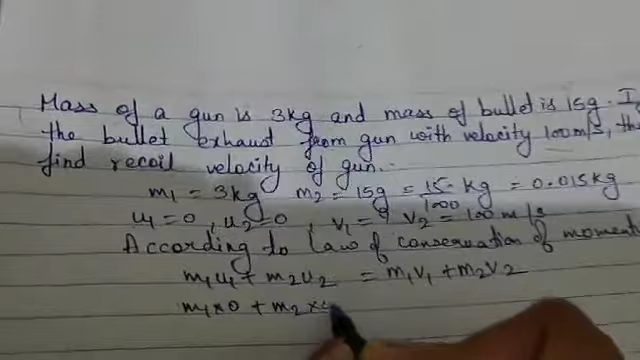 Mass of a gun is 3kg and mass of bullet is 15g. I
the bullet exhaust from gun with velocity 100m/s, th
find recoil velocity of gun.
m₁ = 3kg m₂ = 15g = 15/1000 kg = 0.015kg
u₁=0, u₂=0, v₁ = ? v₂ = 100 m/s
According to law of conservation of moment
m₁u₁ + m₂u₂ = m₁v₁ + m₂v₂
m₁×0 + m₂×